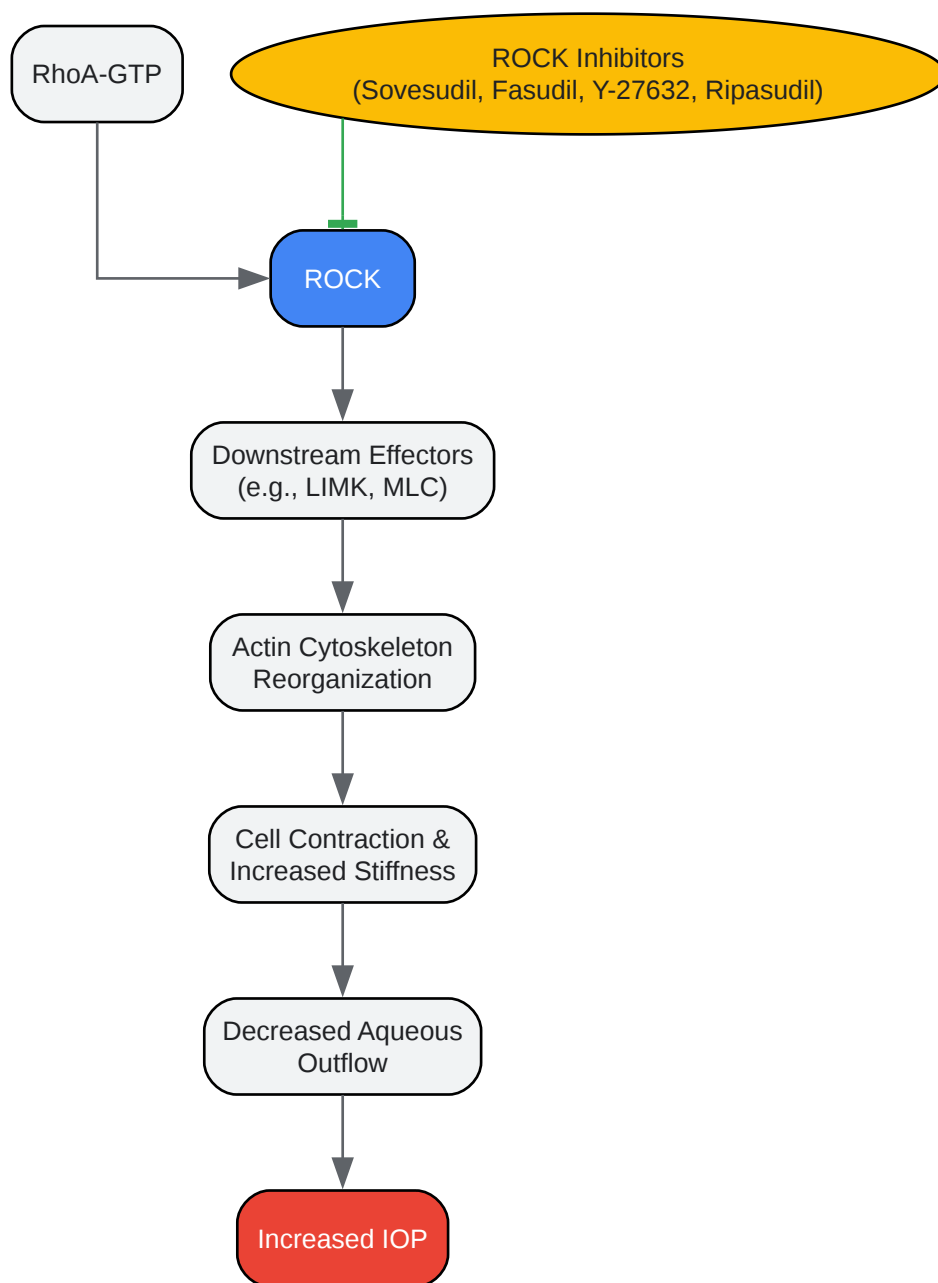 RhoA-GTP
ROCK Inhibitors
(Sovesudil, Fasudil, Y-27632, Ripasudil)
ROCK
Downstream Effectors
(e.g., LIMK, MLC)
Actin Cytoskeleton
Reorganization
Cell Contraction &
Increased Stiffness
Decreased Aqueous
Outflow
Increased IOP